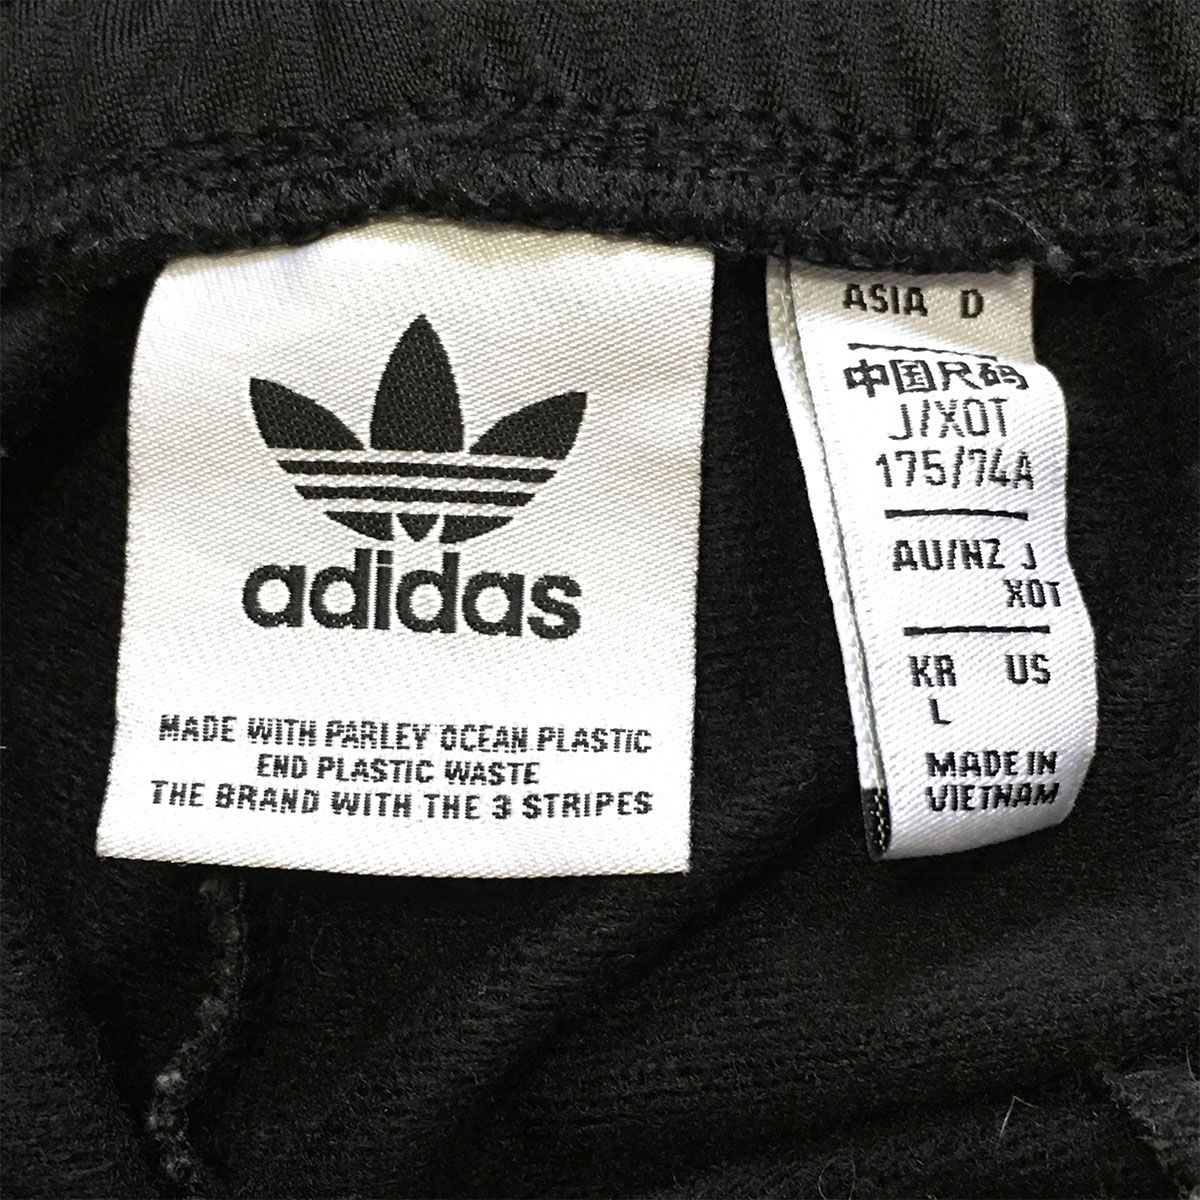 adidas
MADE WITH PARLEY OCEAN PLASTIC
END PLASTIC WASTE
THE BRAND WITH THE 3 STRIPES
ASIA D
中国尺码
J/XOT
175/74A
AU/NZ J
XOT
KR US
L
MADE IN
VIETNAM